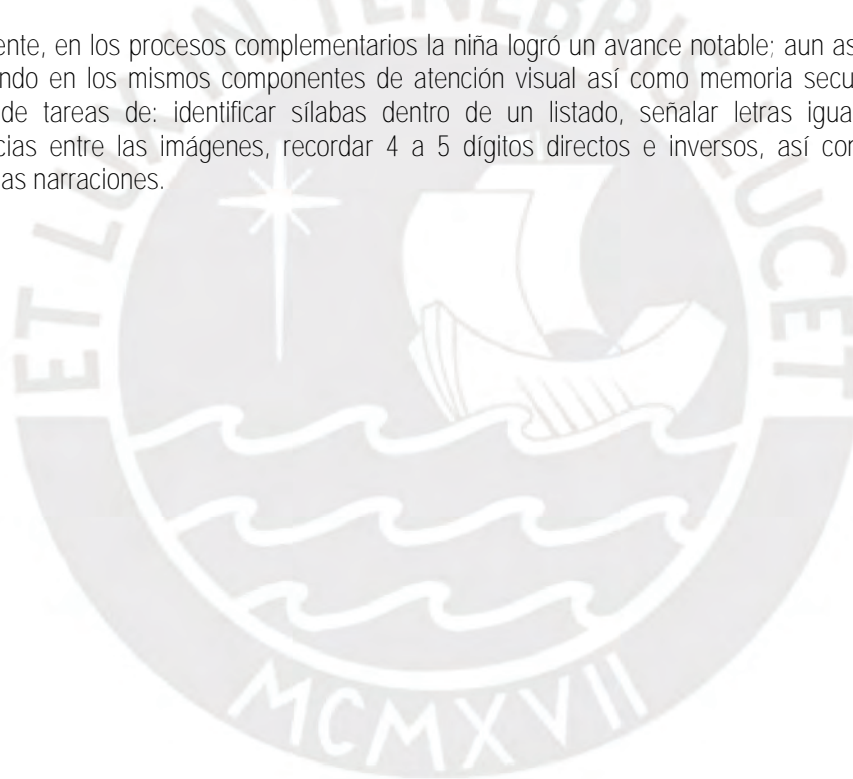 ente, en los procesos complementarios la niña logró un avance notable; aun as
ndo en los mismos componentes de atención visual así como memoria secu
de tareas de: identificar sílabas dentro de un listado, señalar letras igua
cias entre las imágenes, recordar 4 a 5 dígitos directos e inversos, así cor
as narraciones.
ET LUX IN TENEBRIS LUCET
MCMXVII